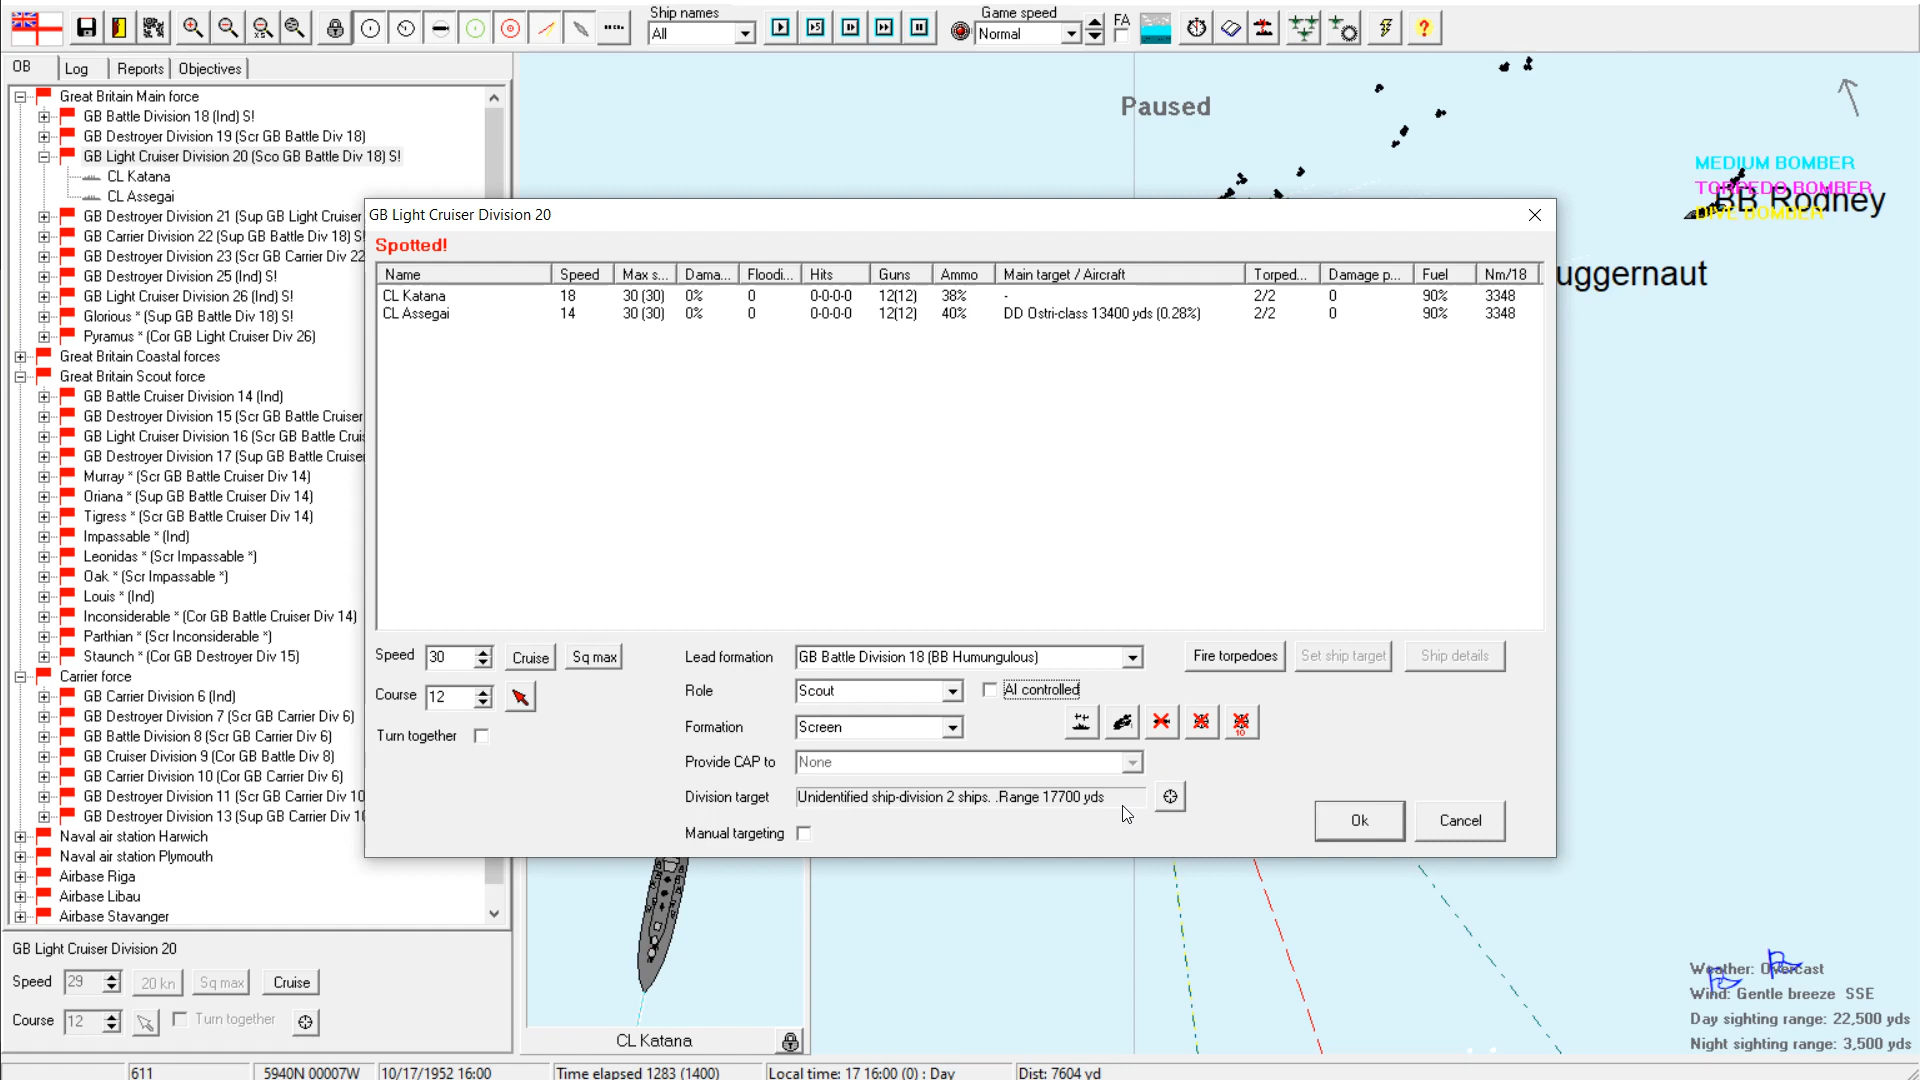 Ship names
All
Game speed
Normal
FA
OB
Log
Reports
Objectives
Great Britain Main force
GB Battle Division 18 (Ind) S!
GB Destroyer Division 19 (Scr GB Battle Div 18)
GB Light Cruiser Division 20 (Sco GB Battle Div 18) S!
CL Katana
CL Assegai
GB Destroyer Division 21 (Sup GB Light Cruiser
GB Carrier Division 22 (Sup GB Battle Div 18) S!
GB Destroyer Division 23 (Scr GB Carrier Div 22
GB Destroyer Division 25 (Ind) S!
GB Light Cruiser Division 26 (Ind) S!
Glorious * (Sup GB Battle Div 18) S!
Pyramus * (Cor GB Light Cruiser Div 26)
Great Britain Coastal forces
Great Britain Scout force
GB Battle Cruiser Division 14 (Ind)
GB Destroyer Division 15 (Scr GB Battle Cruiser
GB Light Cruiser Division 16 (Scr GB Battle Crui
GB Destroyer Division 17 (Sup GB Battle Cruise
Murray * (Scr GB Battle Cruiser Div 14)
Oriana * (Sup GB Battle Cruiser Div 14)
Tigress * (Scr GB Battle Cruiser Div 14)
Impassable * (Ind)
Leonidas * (Scr Impassable *)
Oak * (Scr Impassable *)
Louis * (Ind)
Inconsiderable * (Cor GB Battle Cruiser Div 14)
Parthian * (Scr Inconsiderable *)
Staunch * (Cor GB Destroyer Div 15)
Carrier force
GB Carrier Division 6 (Ind)
GB Destroyer Division 7 (Scr GB Carrier Div 6)
GB Battle Division 8 (Scr GB Carrier Div 6)
GB Cruiser Division 9 (Cor GB Battle Div 8)
GB Carrier Division 10 (Cor GB Carrier Div 6)
GB Destroyer Division 11 (Scr GB Carrier Div 10
GB Destroyer Division 13 (Sup GB Carrier Div 1
Naval air station Harwich
Naval air station Plymouth
Airbase Riga
Airbase Libau
Airbase Stavanger
GB Light Cruiser Division 20
Speed 29 20 kn Sq max Cruise
Course 12 Turn together
Paused
MEDIUM BOMBER
TORPEDO BOMBER
DIVE BOMBER
BB Rodney
uggernaut
GB Light Cruiser Division 20
Spotted!
Name Speed Max s... Dama... Floodi... Hits Guns Ammo Main target / Aircraft Torped... Damage p... Fuel Nm/18
CL Katana 18 30 (30) 0% 0 0-0-0-0 12(12) 38% - 2/2 0 90% 3348
CL Assegai 14 30 (30) 0% 0 0-0-0-0 12(12) 40% DD Ostri-class 13400 yds (0.28%) 2/2 0 90% 3348
Speed 30 Cruise Sq max
Course 12
Turn together
Lead formation GB Battle Division 18 (BB Humungulous)
Fire torpedoes Set ship target Ship details
Role Scout AI controlled
Formation Screen
10
Provide CAP to None
Division target Unidentified ship-division 2 ships. .Range 17700 yds
Manual targeting
Ok Cancel
CL Katana
Weather: Overcast
Wind: Gentle breeze SSE
Day sighting range: 22,500 yds
Night sighting range: 3,500 yds
611 5940N 00007W 10/17/1952 16:00 Time elapsed 1283 (1400) Local time: 17 16:00 (0) : Day Dist: 7604 yd